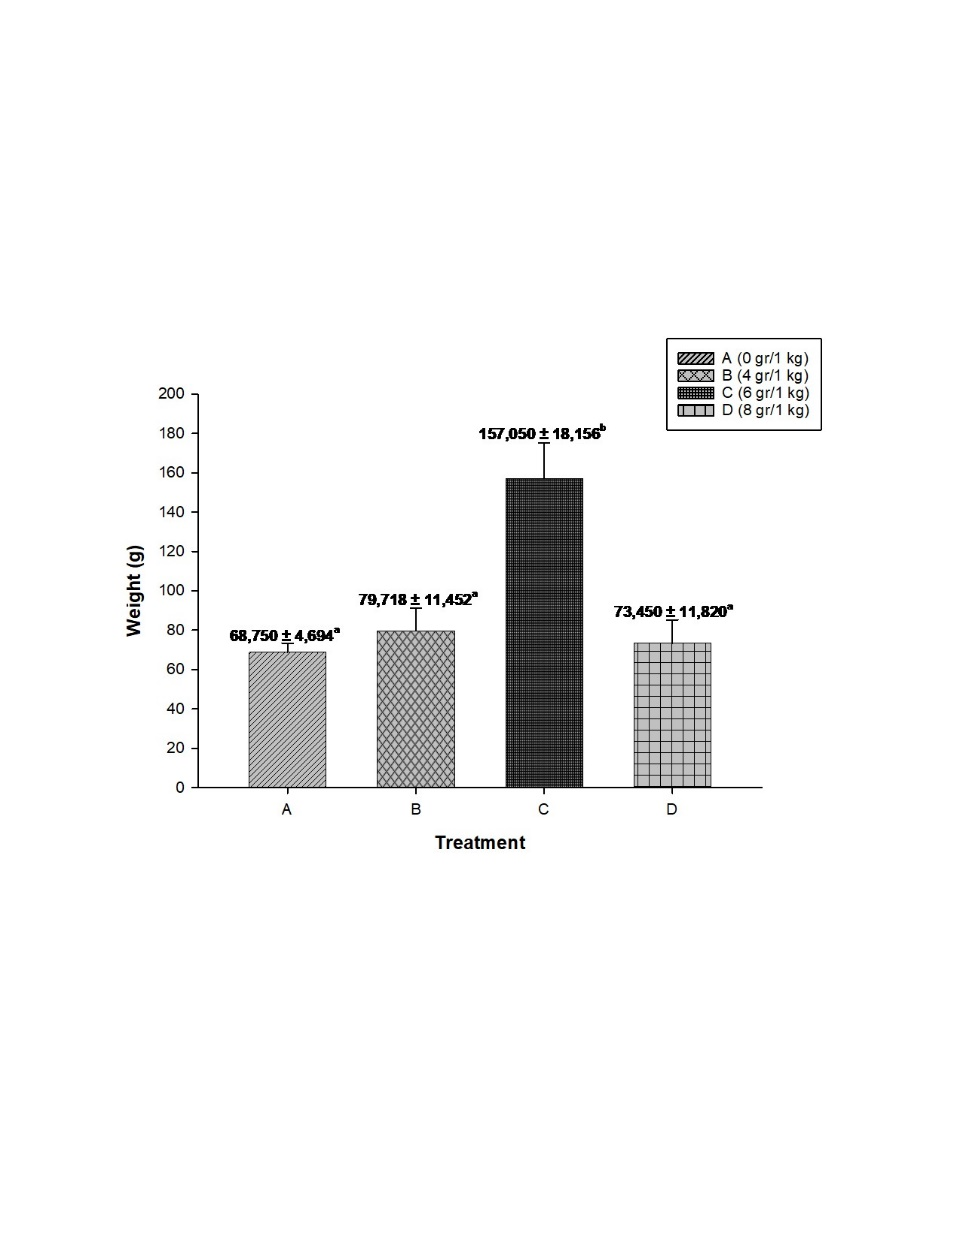 A (0 gr/1 kg)
B (4 gr/1 kg)
C (6 gr/1 kg)
D (8 gr/1 kg)
200
180
160
140
120
100
80
60
40
20
0
Weight (g)
157,050 ± 18,156ᵇ
79,718 ± 11,452ᵃ
73,450 ± 11,820ᵃ
68,750 ± 4,694ᵃ
A B C D
Treatment